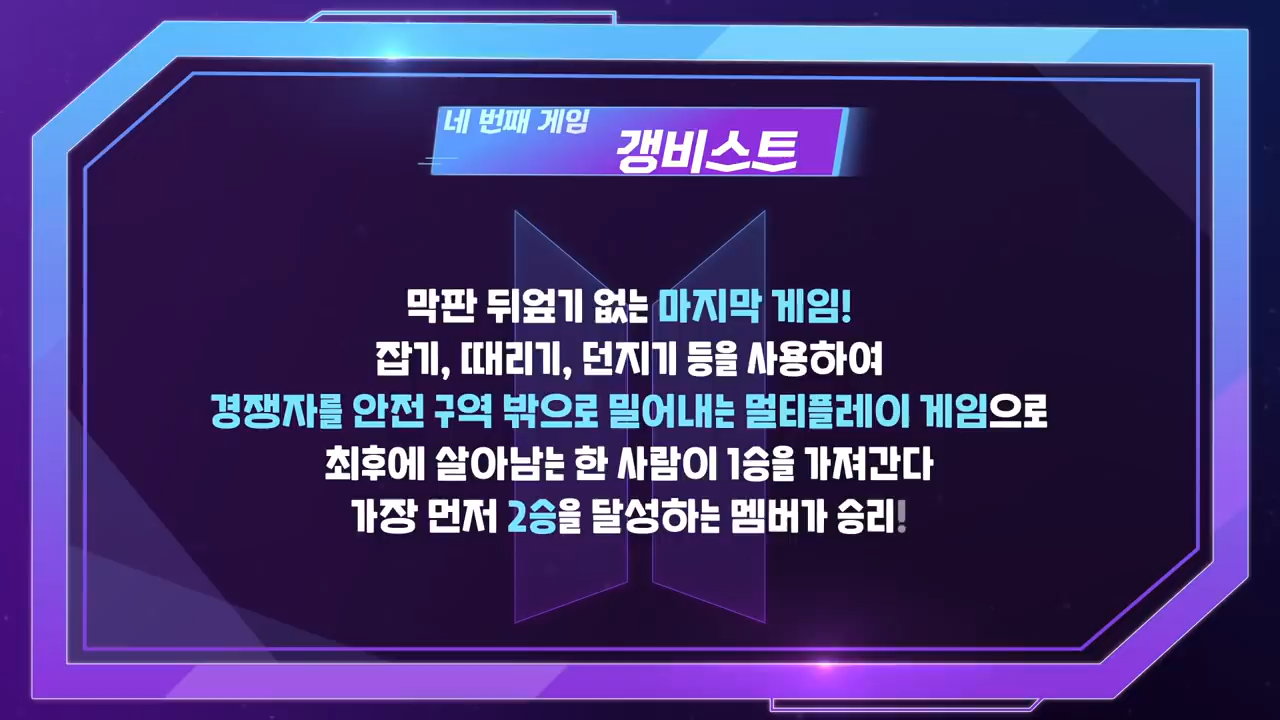 네 번째 게임
갱비스트
막판 뒤엎기 없는 마지막 게임!
잡기, 때리기, 던지기 등을 사용하여
경쟁자를 안전 구역 밖으로 밀어내는 멀티플레이 게임으로
최후에 살아남는 한 사람이 1승을 가져간다
가장 먼저 2승을 달성하는 멤버가 승리!